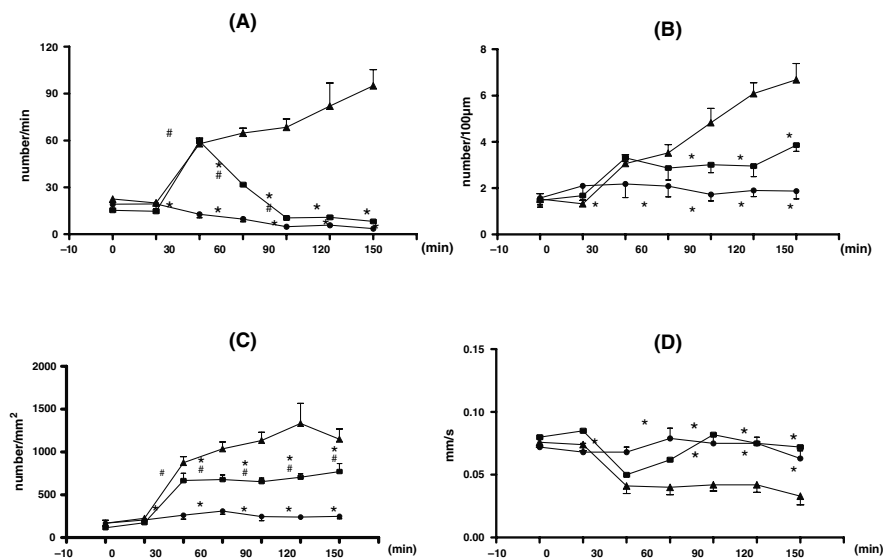 (A)
number/min
120
90
60
30
0
# * # * # * *
* * * * *
−10 0 30 60 90 120 150 (min)
(B)
number/100μm
8
6
4
2
0
* * *
* * * * *
−10 0 30 60 90 120 150 (min)
(C)
number/mm²
2000
1500
1000
500
0
# * # * # * # * #
* * * * *
−10 0 30 60 90 120 150 (min)
(D)
mm/s
0.15
0.10
0.05
0.00
* * * * *
* * *
−10 0 30 60 90 120 150 (min)